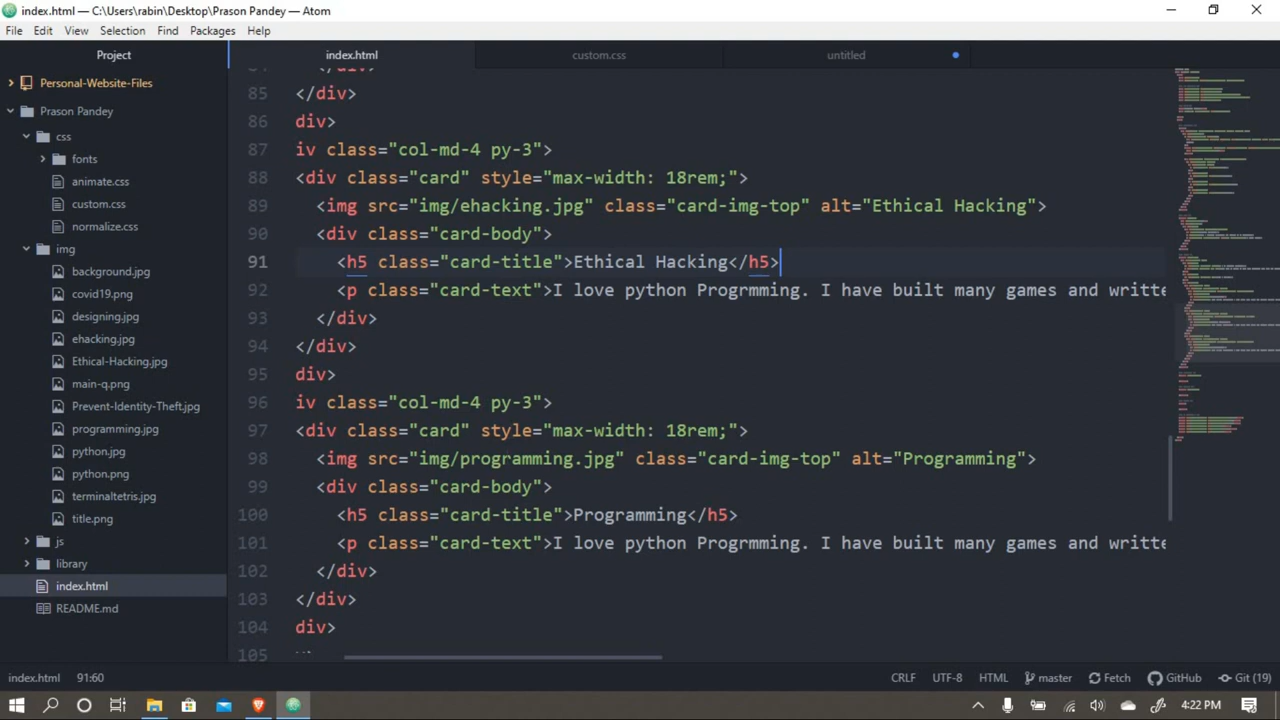 index.html — C:\Users\rabin\Desktop\Prason Pandey — Atom
File Edit View Selection Find Packages Help
Project
index.html custom.css untitled
Personal-Website-Files
Prason Pandey
css
fonts
animate.css
custom.css
normalize.css
img
background.jpg
covid19.png
designing.jpg
ehacking.jpg
Ethical-Hacking.jpg
main-q.png
Prevent-Identity-Theft.jpg
programming.jpg
python.jpg
python.png
terminaltetris.jpg
title.png
js
library
index.html
README.md
85 </div>
86 div>
87 iv class="col-md-4 py-3">
88 <div class="card" style="max-width: 18rem;">
89 <img src="img/ehacking.jpg" class="card-img-top" alt="Ethical Hacking">
90 <div class="card-body">
91 <h5 class="card-title">Ethical Hacking</h5>
92 <p class="card-text">I love python Progrmming. I have built many games and writte
93 </div>
94 </div>
95 div>
96 iv class="col-md-4 py-3">
97 <div class="card" style="max-width: 18rem;">
98 <img src="img/programming.jpg" class="card-img-top" alt="Programming">
99 <div class="card-body">
100 <h5 class="card-title">Programming</h5>
101 <p class="card-text">I love python Progrmming. I have built many games and writte
102 </div>
103 </div>
104 div>
105
index.html 91:60 CRLF UTF-8 HTML master Fetch GitHub Git (19)
4:22 PM